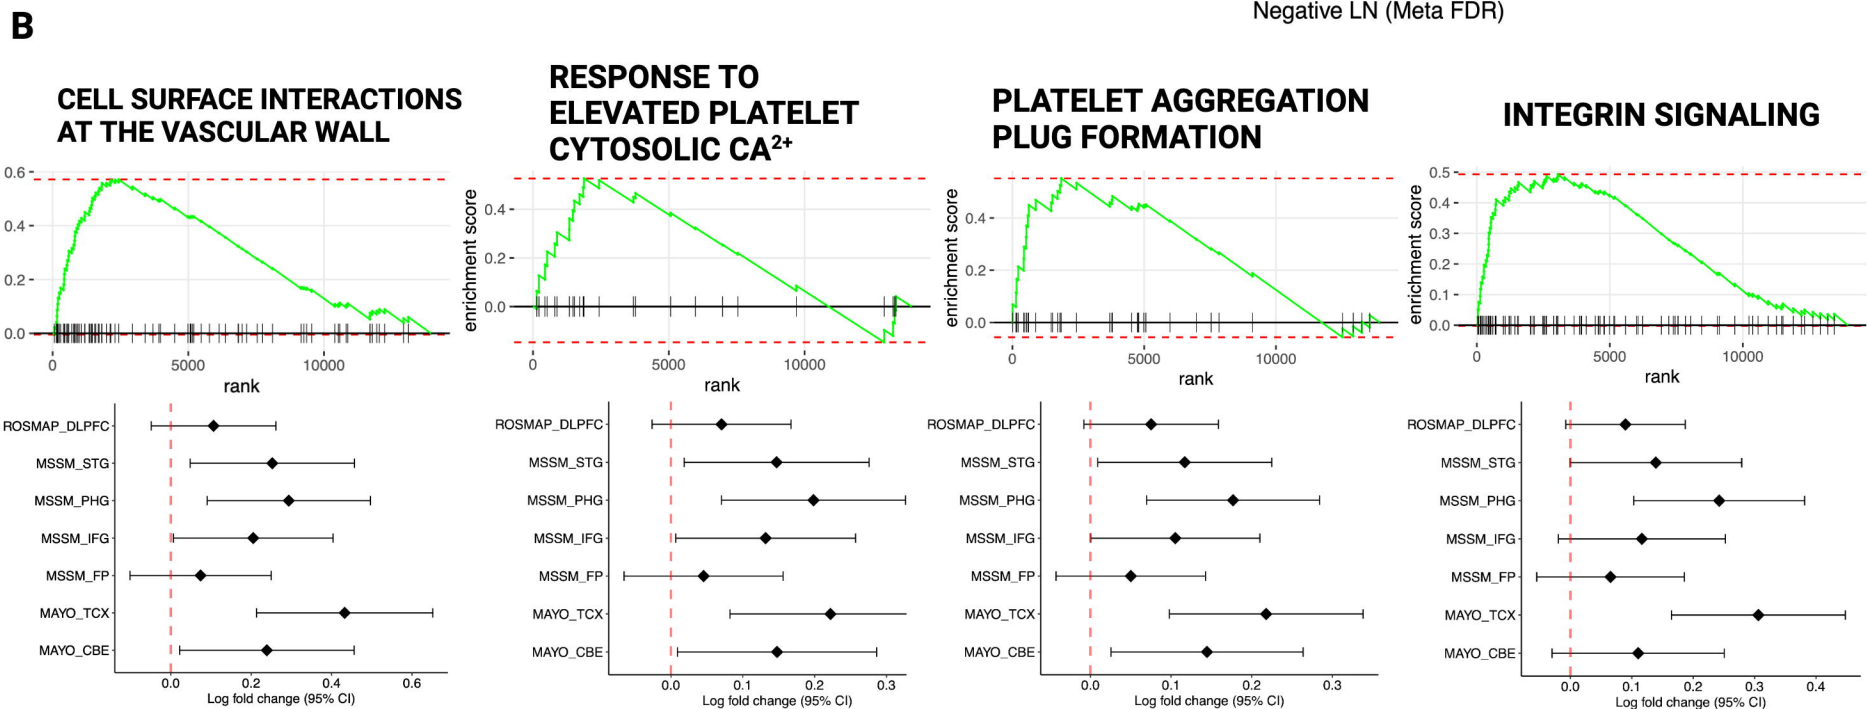 B
Negative LN (Meta FDR)
CELL SURFACE INTERACTIONS
AT THE VASCULAR WALL
0.6
0.4
0.2
0.0
0 5000 10000
rank
RESPONSE TO
ELEVATED PLATELET
CYTOSOLIC CA2+
enrichment score
0.4
0.2
0.0
0 5000 10000
rank
PLATELET AGGREGATION
PLUG FORMATION
enrichment score
0.4
0.2
0.0
0 5000 10000
rank
INTEGRIN SIGNALING
enrichment score
0.5
0.4
0.3
0.2
0.1
0.0
0 5000 10000
rank
ROSMAP_DLPFC
MSSM_STG
MSSM_PHG
MSSM_IFG
MSSM_FP
MAYO_TCX
MAYO_CBE
0.0 0.2 0.4 0.6
Log fold change (95% CI)
ROSMAP_DLPFC
MSSM_STG
MSSM_PHG
MSSM_IFG
MSSM_FP
MAYO_TCX
MAYO_CBE
0.0 0.1 0.2 0.3
Log fold change (95% CI)
ROSMAP_DLPFC
MSSM_STG
MSSM_PHG
MSSM_IFG
MSSM_FP
MAYO_TCX
MAYO_CBE
0.0 0.1 0.2 0.3
Log fold change (95% CI)
ROSMAP_DLPFC
MSSM_STG
MSSM_PHG
MSSM_IFG
MSSM_FP
MAYO_TCX
MAYO_CBE
0.0 0.1 0.2 0.3 0.4
Log fold change (95% CI)